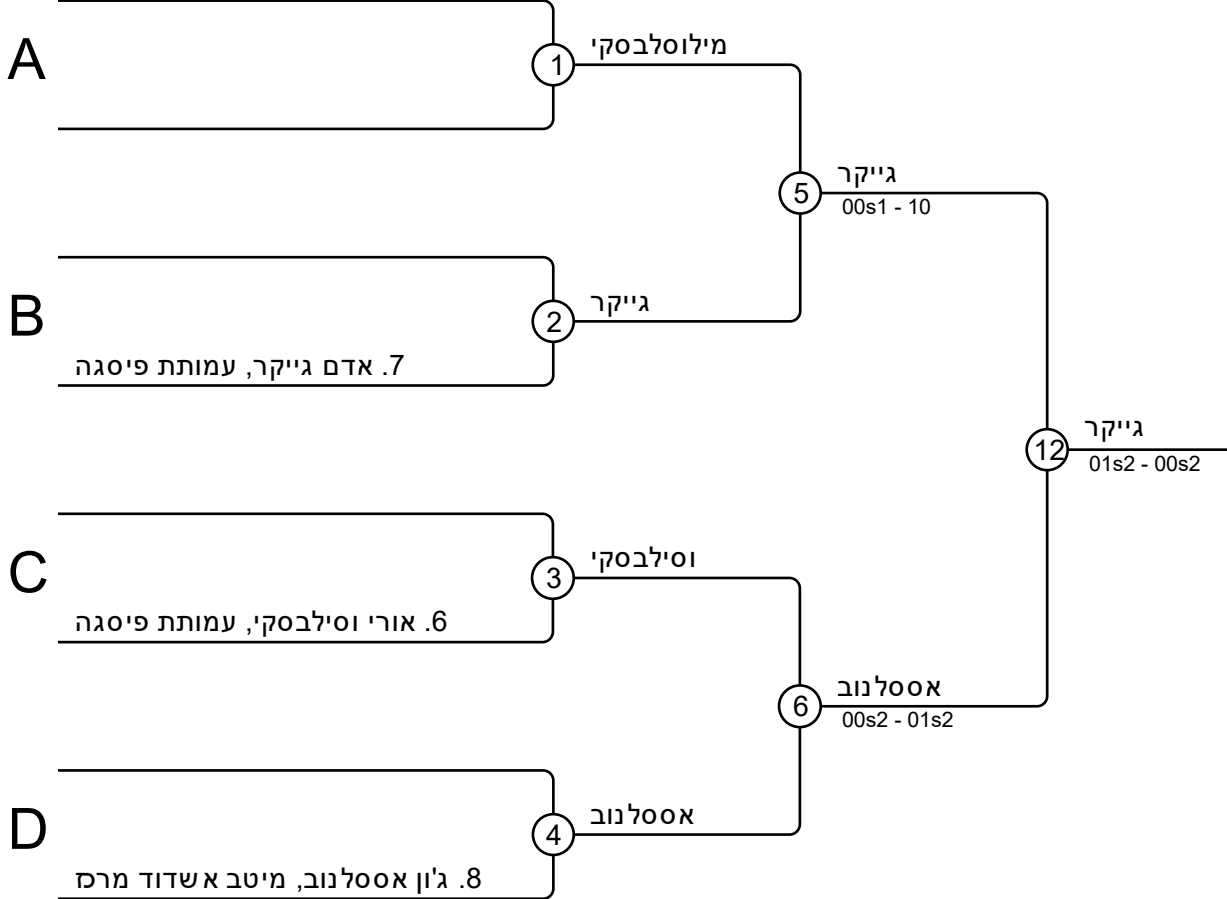 A
1
מילוסלבסקי
5
גייקר
00s1 - 10
B
2
גייקר
7. אדם גייקר, עמותת פיסגה
12
גייקר
01s2 - 00s2
C
3
וסילבסקי
6. אורי וסילבסקי, עמותת פיסגה
6
אססלנוב
00s2 - 01s2
D
4
אססלנוב
8. ג'ון אססלנוב, מיטב אשדוד מרכז